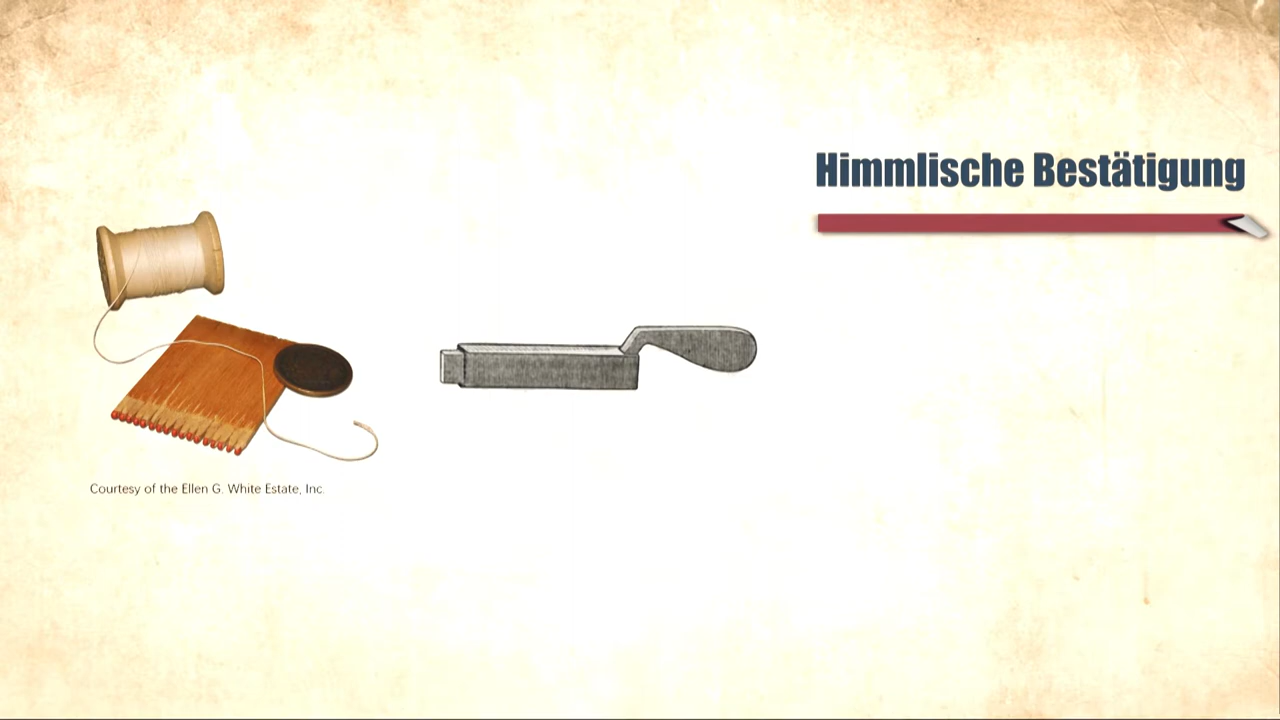 Himmlische Bestätigung
Courtesy of the Ellen G. White Estate, Inc.